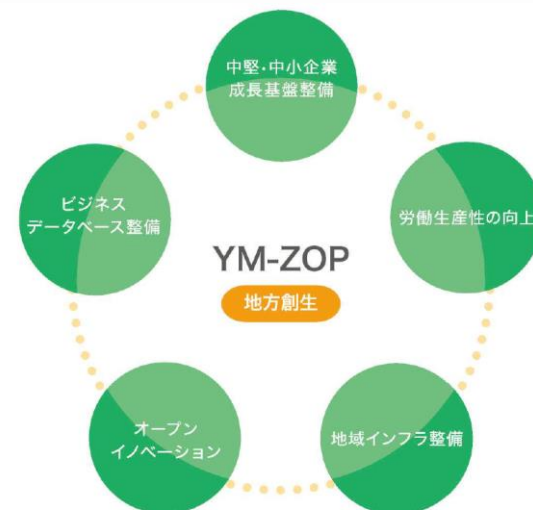 中堅・中小企業
成長基盤整備
ビジネス
データベース整備
労働生産性の向上
YM-ZOP
地方創生
オープン
イノベーション
地域インフラ整備